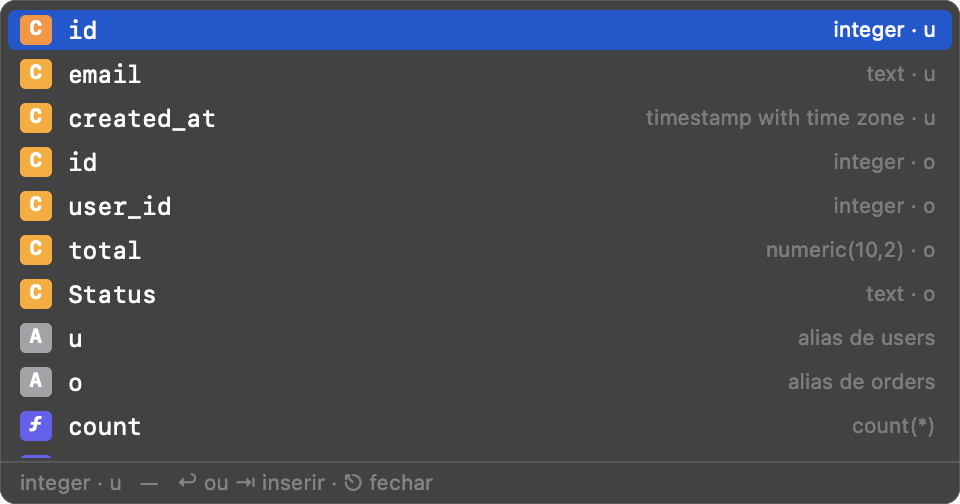 C id integer · u
C email text · u
C created_at timestamp with time zone · u
C id integer · o
C user_id integer · o
C total numeric(10,2) · o
C Status text · o
A u alias de users
A o alias de orders
ƒ count count(*)
integer · u — ↩ ou ⇥ inserir · ⎋ fechar